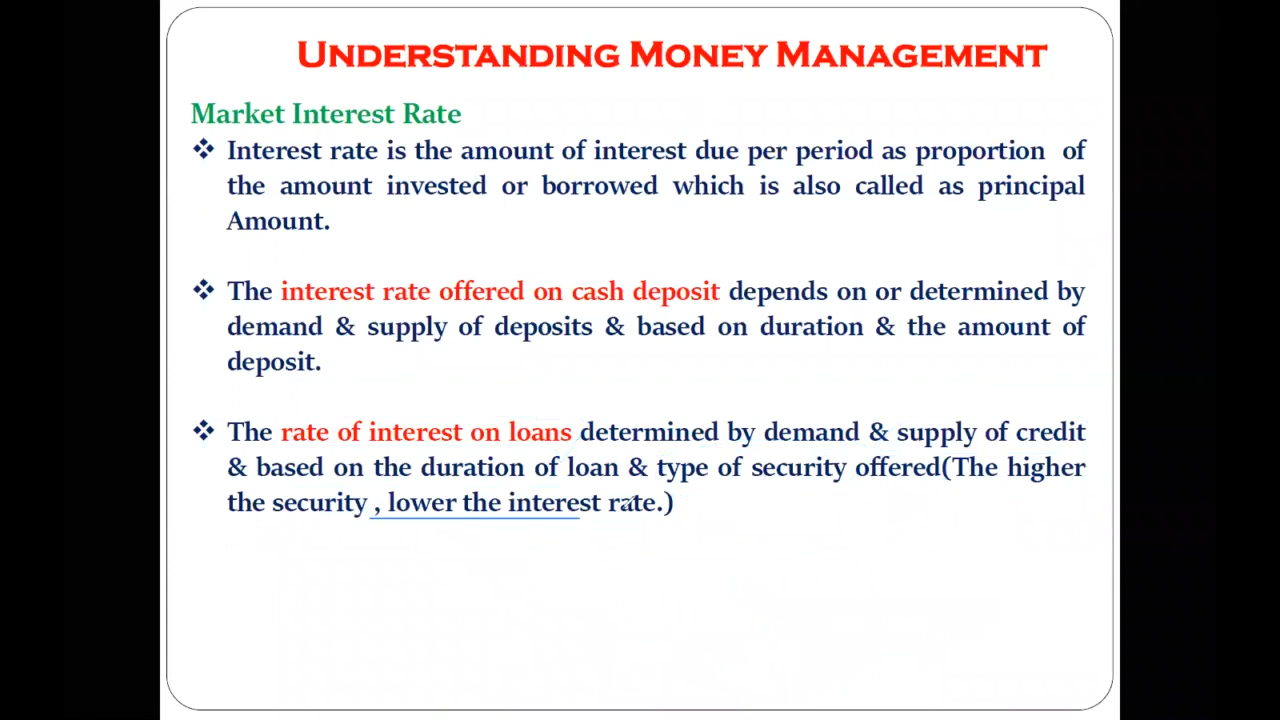 UNDERSTANDING MONEY MANAGEMENT
Market Interest Rate
❖ Interest rate is the amount of interest due per period as proportion of
the amount invested or borrowed which is also called as principal
Amount.
❖ The interest rate offered on cash deposit depends on or determined by
demand & supply of deposits & based on duration & the amount of
deposit.
❖ The rate of interest on loans determined by demand & supply of credit
& based on the duration of loan & type of security offered(The higher
the security , lower the interest rate.)